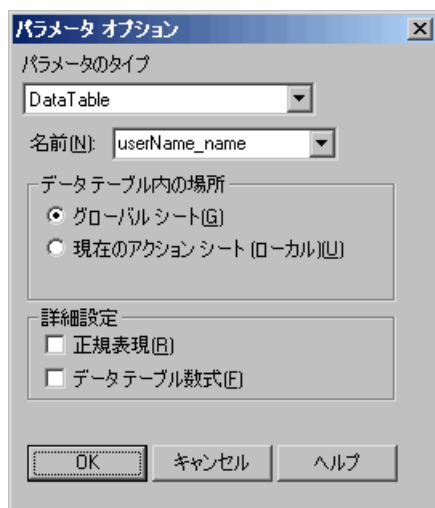 パラメータ オプション
パラメータのタイプ
DataTable
名前(N): userName_name
データ テーブル内の場所
グローバル シート(G)
現在のアクション シート (ローカル)(U)
詳細設定
正規表現(R)
データ テーブル数式(F)
OK キャンセル ヘルプ